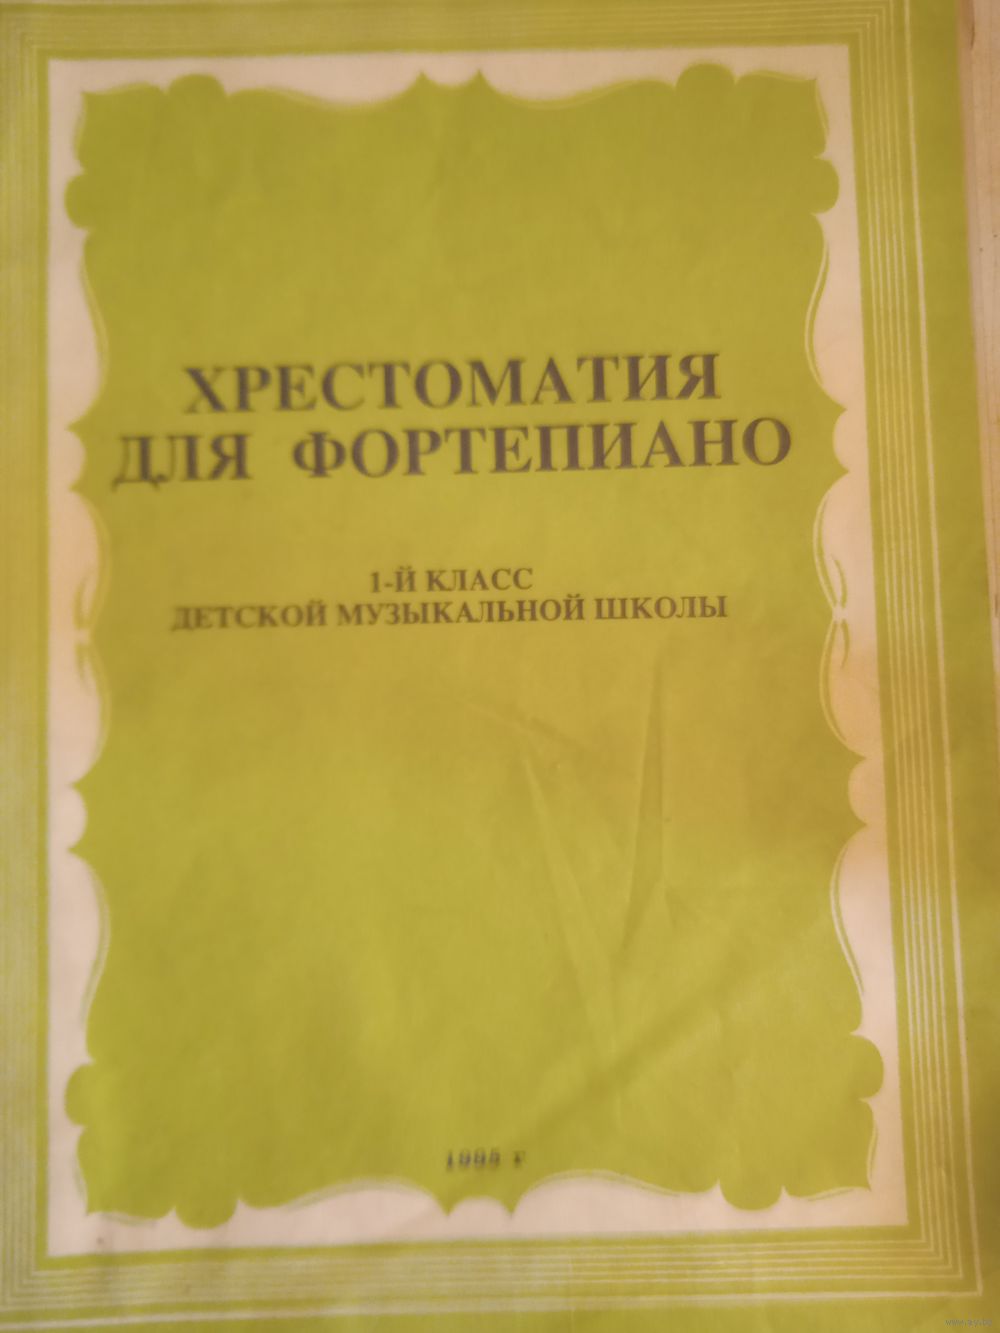 ХРЕСТОМАТИЯ
ДЛЯ ФОРТЕПИАНО
1-Й КЛАСС
ДЕТСКОЙ МУЗЫКАЛЬНОЙ ШКОЛЫ
г